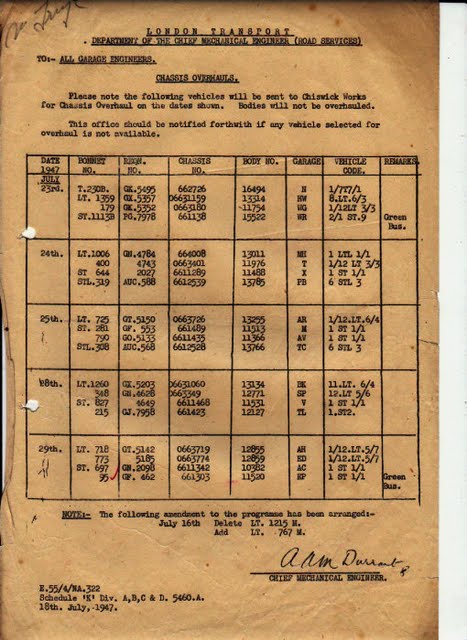 LONDON TRANSPORT
DEPARTMENT OF THE CHIEF MECHANICAL ENGINEER (ROAD SERVICES)
TO:- ALL GARAGE ENGINEERS.
CHASSIS OVERHAULS.
Please note the following vehicles will be sent to Chiswick Works
for Chassis Overhaul on the dates shown. Bodies will not be overhauled.
This office should be notified forthwith if any vehicle selected for
overhaul is not available.
DATE BONNET REGN. CHASSIS BODY NO. GARAGE VEHICLE REMARKS
1947 NO. NO. NO. CODE.
JULY
23rd. T.230B. GK.5495 662726 16494 N 1/7T7/1
LT. 1359 GX.5357 06631159 13314 HW 8.LT.6/3
179 GK.5352 0663180 11754 WG 1/12LT 3/3
ST.1113B PG.7978 661138 15522 WR 2/1 ST.9 Green
Bus.
24th. LT.1006 GN.4784 664008 13011 MH 1 LTL 1/1
400 4743 0663401 11976 T 1/12 LT 3/3
ST 644 2027 6611289 11488 X 1 ST 1/1
STL.319 AUC.588 6612539 13785 PB 6 STL 3
25th. LT. 725 GT.5150 0663726 13255 AR 1/12.LT.6/4
ST. 281 GF. 553 661489 11513 M 1 ST 1/1
790 GO.5133 6611435 11366 AV 1 ST 1/1
STL.308 AUC.568 6612528 13766 TC 6 STL 3
28th. LT.1260 GX.5203 06631060 13134 BK 11.LT. 6/4
348 GH.4628 0663349 12771 SP 12.LT 5/6
ST. 827 4649 6611468 11531 V 1 ST 1/1
215 GJ.7958 661423 12127 TL 1.ST2.
29th. LT. 718 GT.5142 0663719 12855 AH 1/12.LT.5/7
773 5185 0663774 12859 ED 1/12.LT.5/7
ST. 697 GN.2098 6611342 10382 AC 1 ST 1/1
95 GF. 462 661303 11520 EP 1 ST 1/1 Green
Bus.
NOTE:- The following amendment to the programme has been arranged:-
July 16th Delete LT. 1215 M.
Add LT. 767 M.
CHIEF MECHANICAL ENGINEER.
E.55/4/NA.322
Schedule 'K' Div. A,B,C & D. 5460.A.
18th. July, 1947.